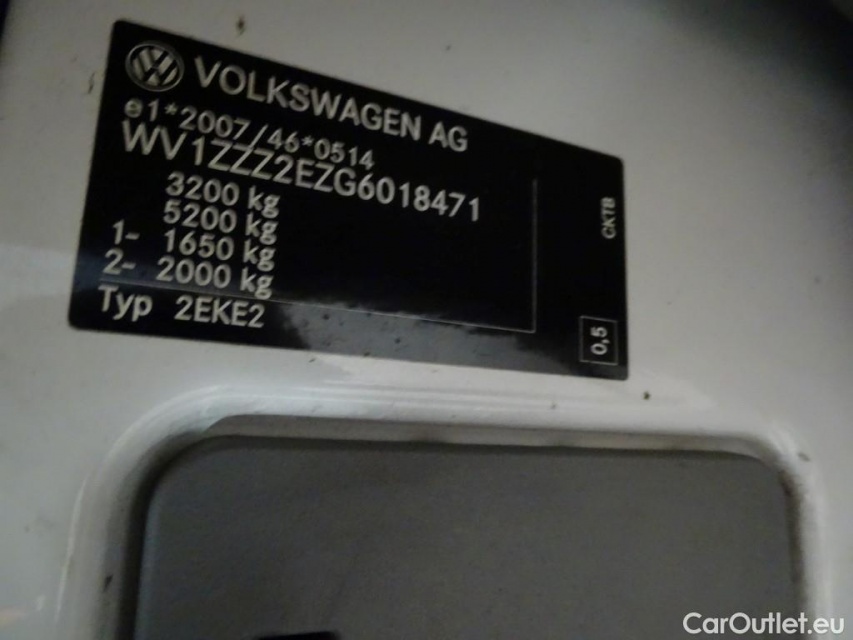 VOLKSWAGEN AG
e1*2007/46*0514
WV1ZZZ2EZG6018471
3200 kg
5200 kg
1- 1650 kg
2- 2000 kg
Typ 2EKE2
CKTB
0,5
CarOutlet.eu